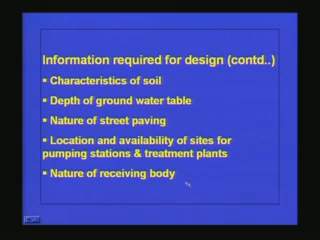 Information required for design (contd..)
▪ Characteristics of soil
▪ Depth of ground water table
▪ Nature of street paving
▪ Location and availability of sites for
pumping stations & treatment plants
▪ Nature of receiving body